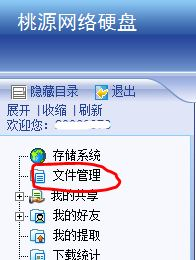 桃源网络硬盘
隐藏目录 退出
展开 |收缩 |刷新
欢迎您:
存储系统
文件管理
我的共享
我的好友
我的提取
下载统计